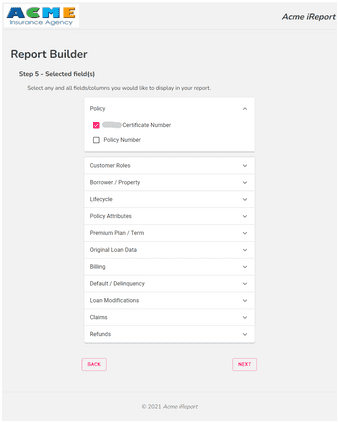 ACME
Insurance Agency
Acme iReport
Report Builder
Step 5 - Selected field(s)
Select any and all fields/columns you would like to display in your report.
Policy
Certificate Number
Policy Number
Customer Roles
Borrower / Property
Lifecycle
Policy Attributes
Premium Plan / Term
Original Loan Data
Billing
Default / Delinquency
Loan Modifications
Claims
Refunds
BACK
NEXT
© 2021 Acme iReport